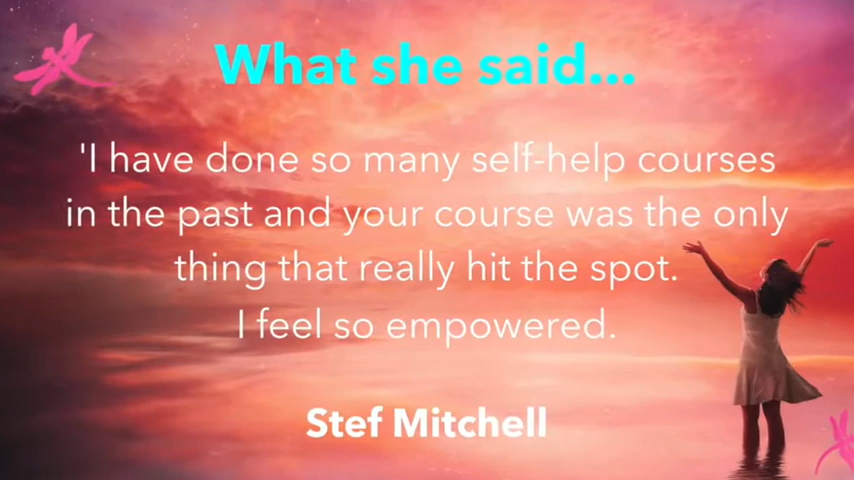 What she said...
'I have done so many self-help courses
in the past and your course was the only
thing that really hit the spot.
I feel so empowered.
Stef Mitchell